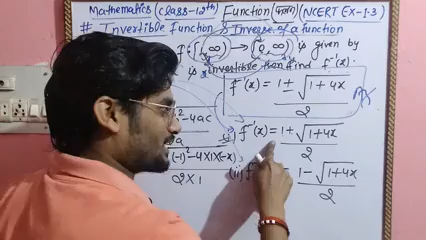 Mathematics (Class-12th) Function (फलन) (NCERT EX-1.3)
# Invertible Function & Inverse of a function
f: [1, ∞) → [0, ∞) is given by
is invertible then find f⁻¹(x).
f⁻¹(x) = 1 ± √1+4x / 2
-4ac
(-1)²-4×1×(-x)
2×1
f⁻¹(x) = 1 + √1+4x / 2
(ii) f 1 - √1+4x / 2